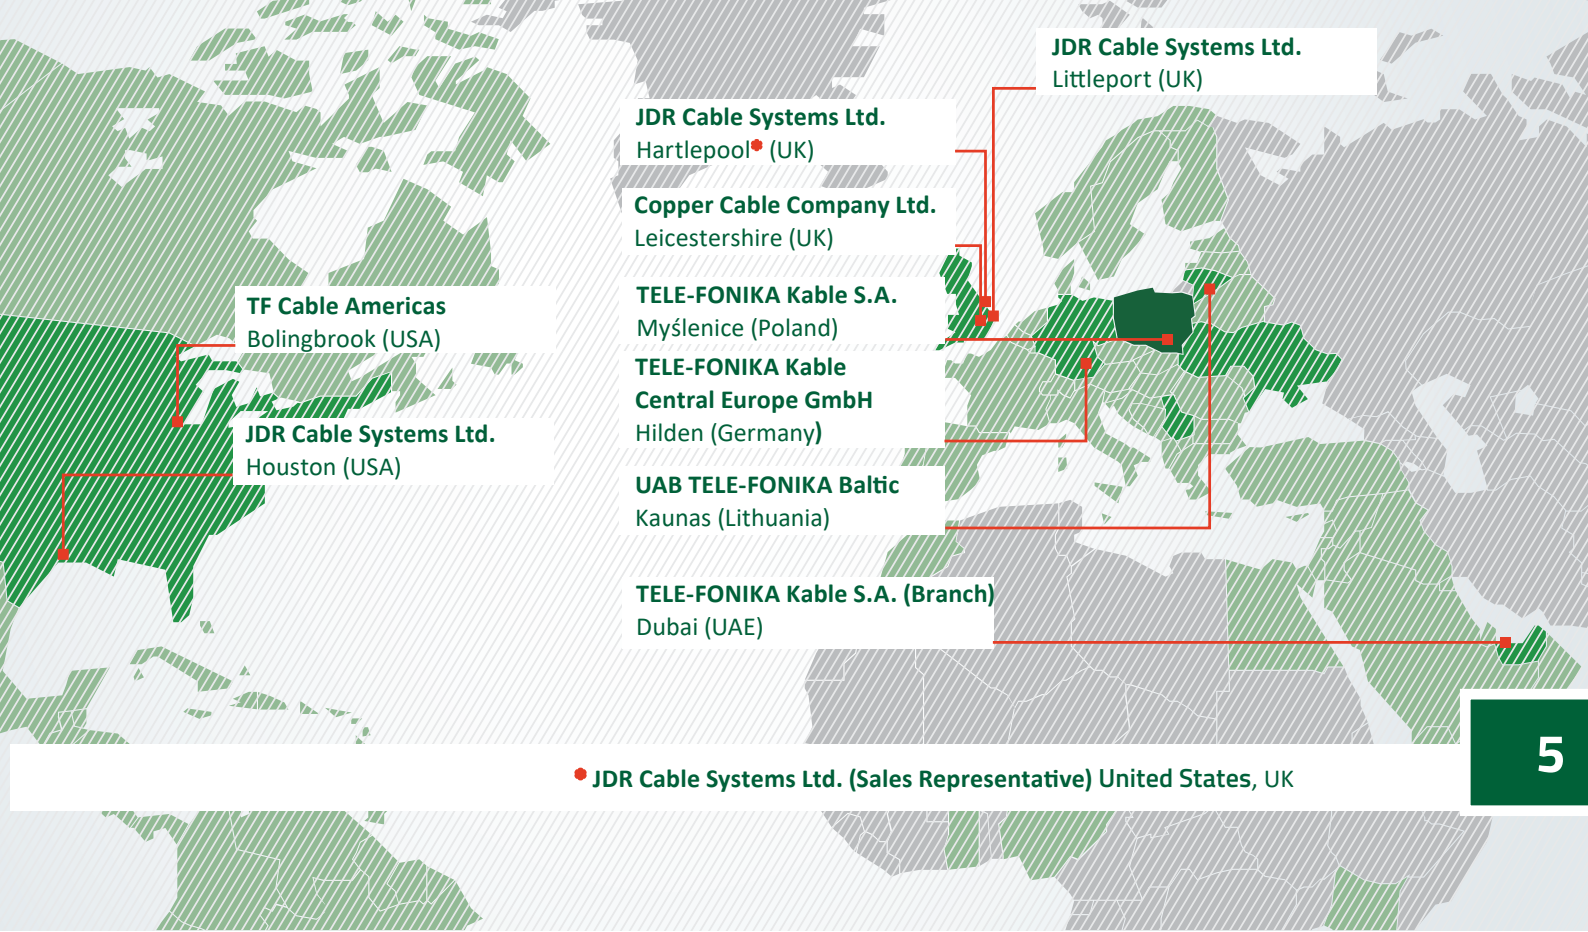 JDR Cable Systems Ltd.
Littleport (UK)
JDR Cable Systems Ltd.
Hartlepool* (UK)
Copper Cable Company Ltd.
Leicestershire (UK)
TELE-FONIKA Kable S.A.
Myślenice (Poland)
TELE-FONIKA Kable
Central Europe GmbH
Hilden (Germany)
UAB TELE-FONIKA Baltic
Kaunas (Lithuania)
TELE-FONIKA Kable S.A. (Branch)
Dubai (UAE)
TF Cable Americas
Bolingbrook (USA)
JDR Cable Systems Ltd.
Houston (USA)
* JDR Cable Systems Ltd. (Sales Representative) United States, UK
5